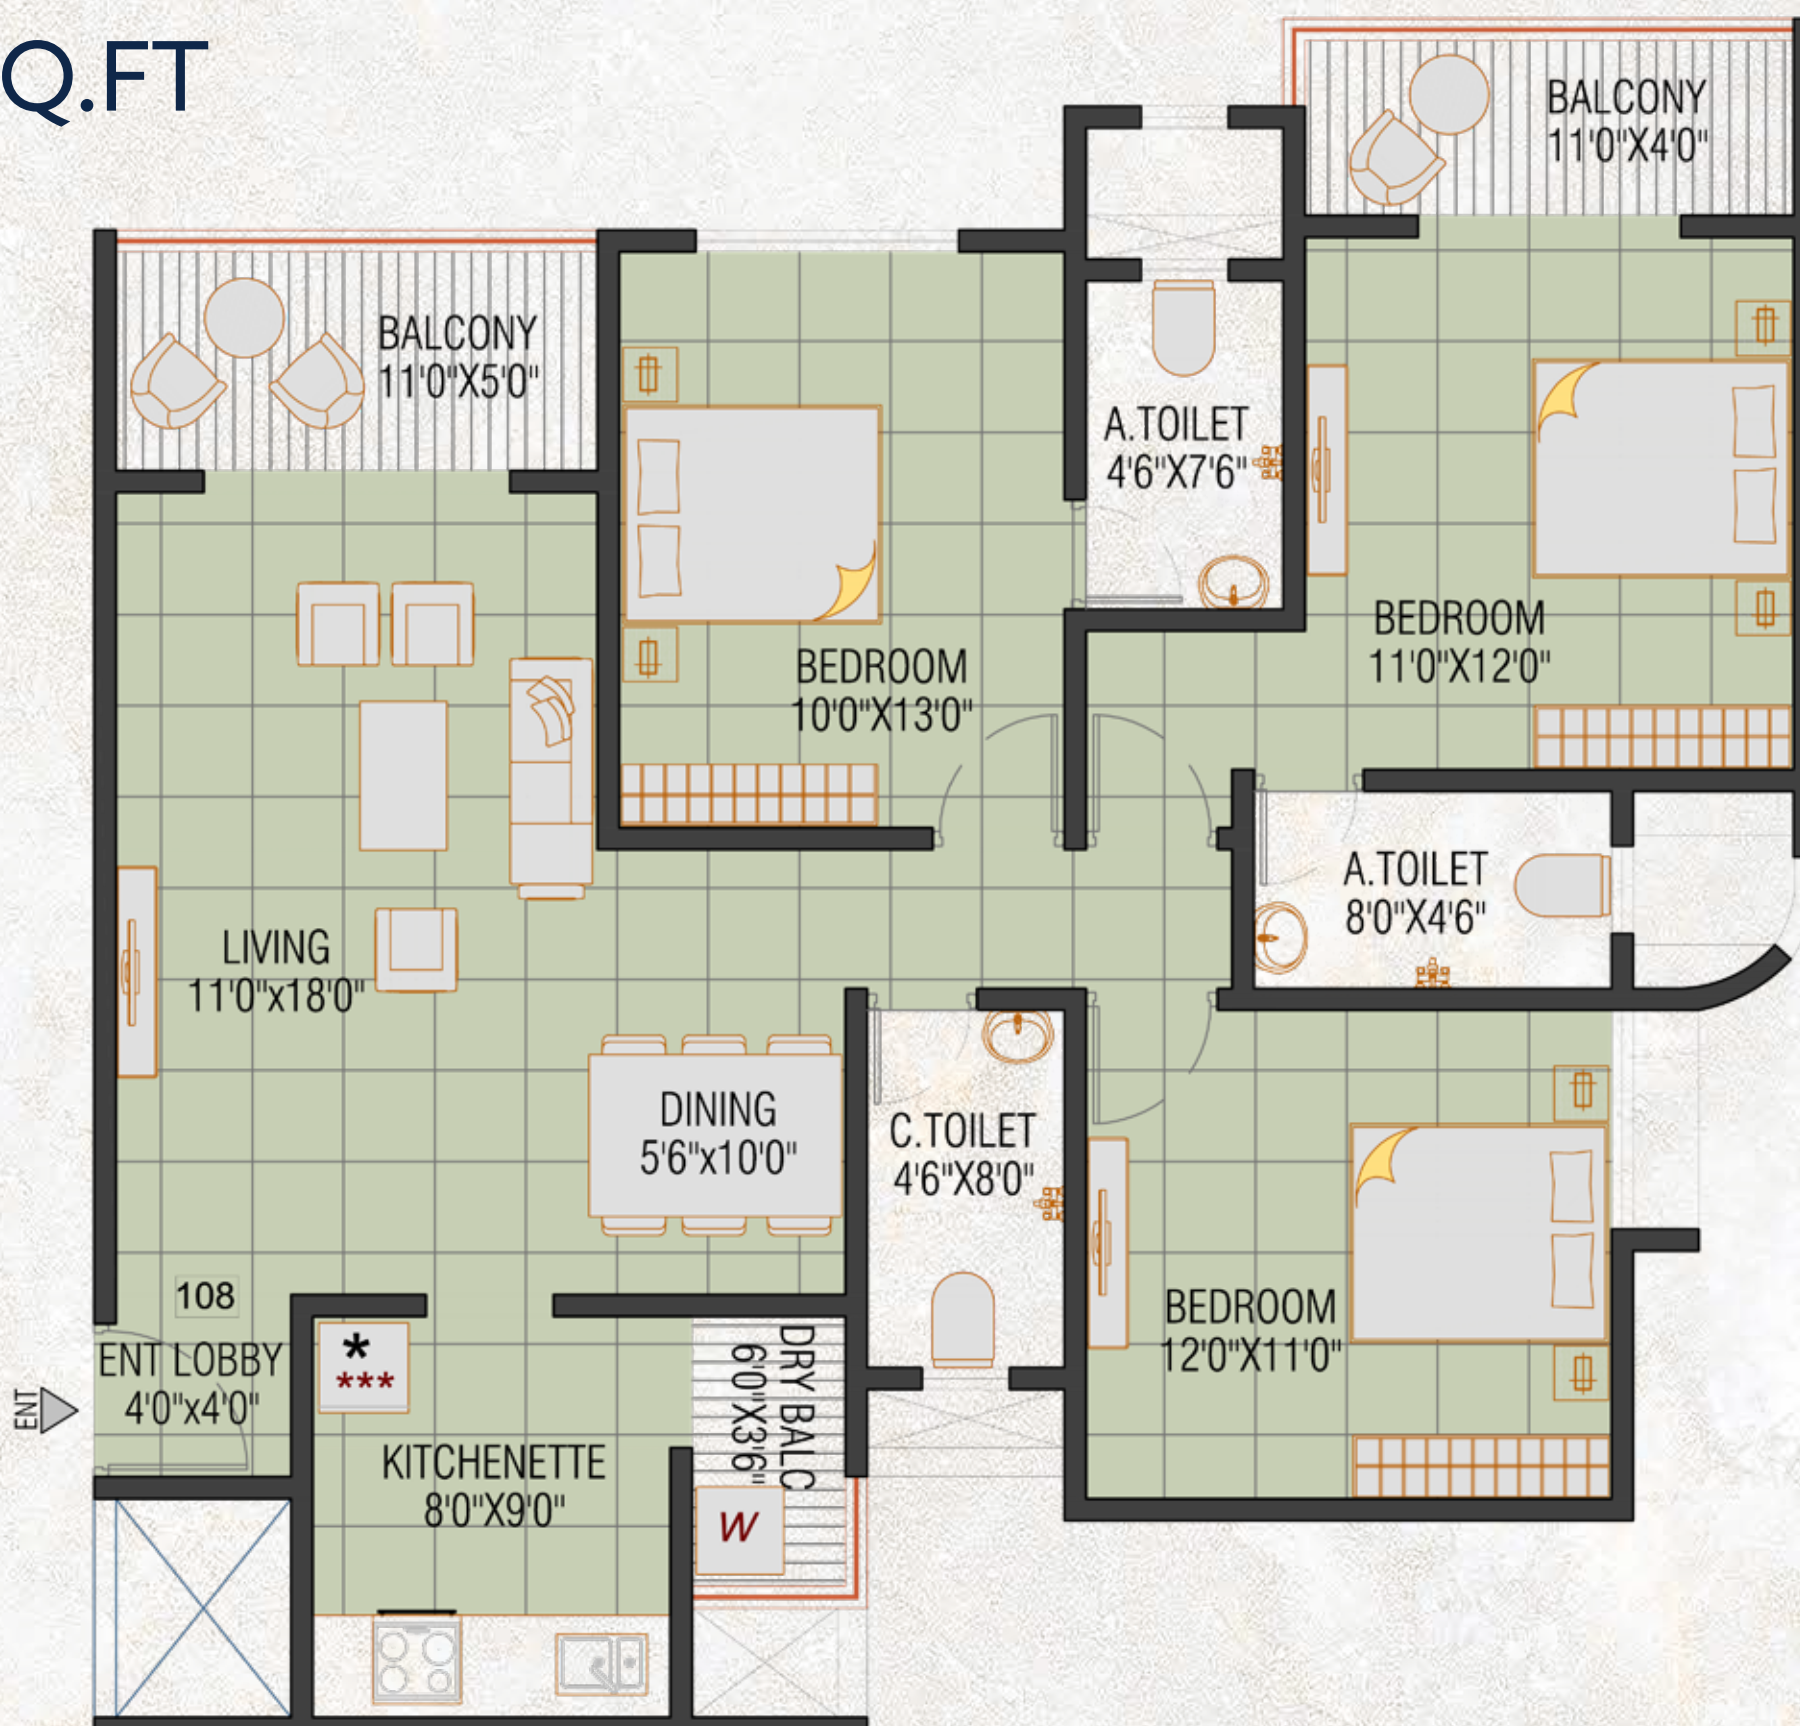 Q.FT
BALCONY
11'0"X4'0"
BALCONY
11'0"X5'0"
A.TOILET
4'6"X7'6"
BEDROOM
11'0"X12'0"
BEDROOM
10'0"X13'0"
A.TOILET
8'0"X4'6"
LIVING
11'0"x18'0"
DINING
5'6"x10'0"
C.TOILET
4'6"X8'0"
108
ENT LOBBY
4'0"x4'0"
ENT
*
***
BEDROOM
12'0"X11'0"
DRY BALC
6'0"X3'6"
KITCHENETTE
8'0"X9'0"
W